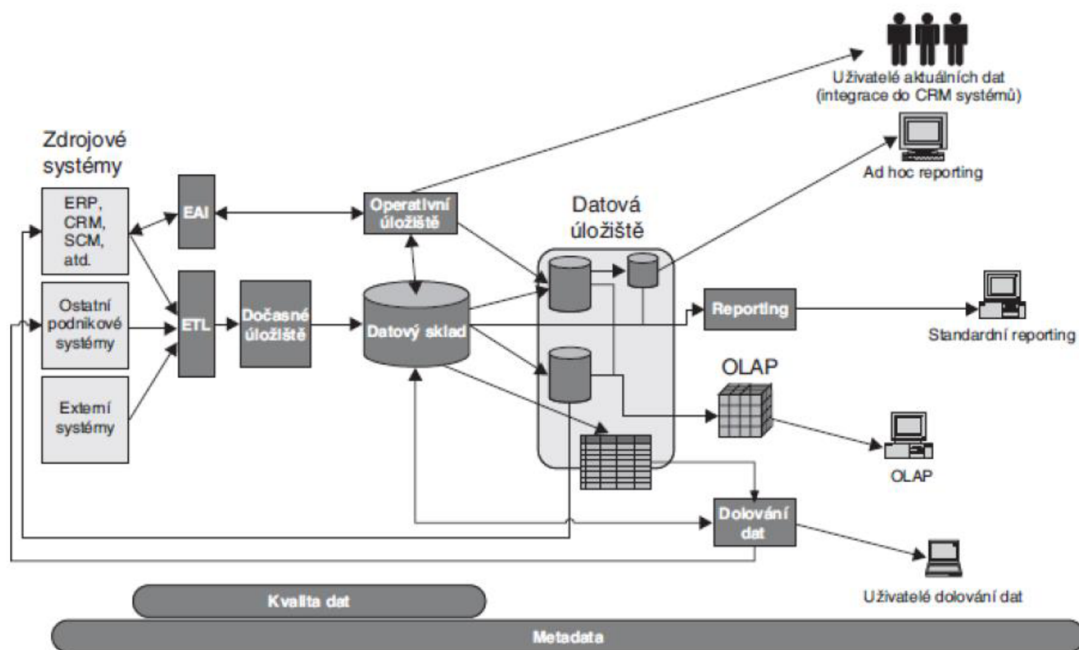 Uživatelé aktuálních dat
(integrace do CRM systémů)
Ad hoc reporting
Zdrojové
systémy
ERP,
CRM,
SCM,
atd.
EAI
Operativní
úložiště
Datová
úložiště
Ostatní
podnikové
systémy
ETL
Dočasné
úložiště
Datový sklad
Reporting
Standardní reporting
Externí
systémy
OLAP
OLAP
Dolování
dat
Uživatelé dolování dat
Kvalita dat
Metadata